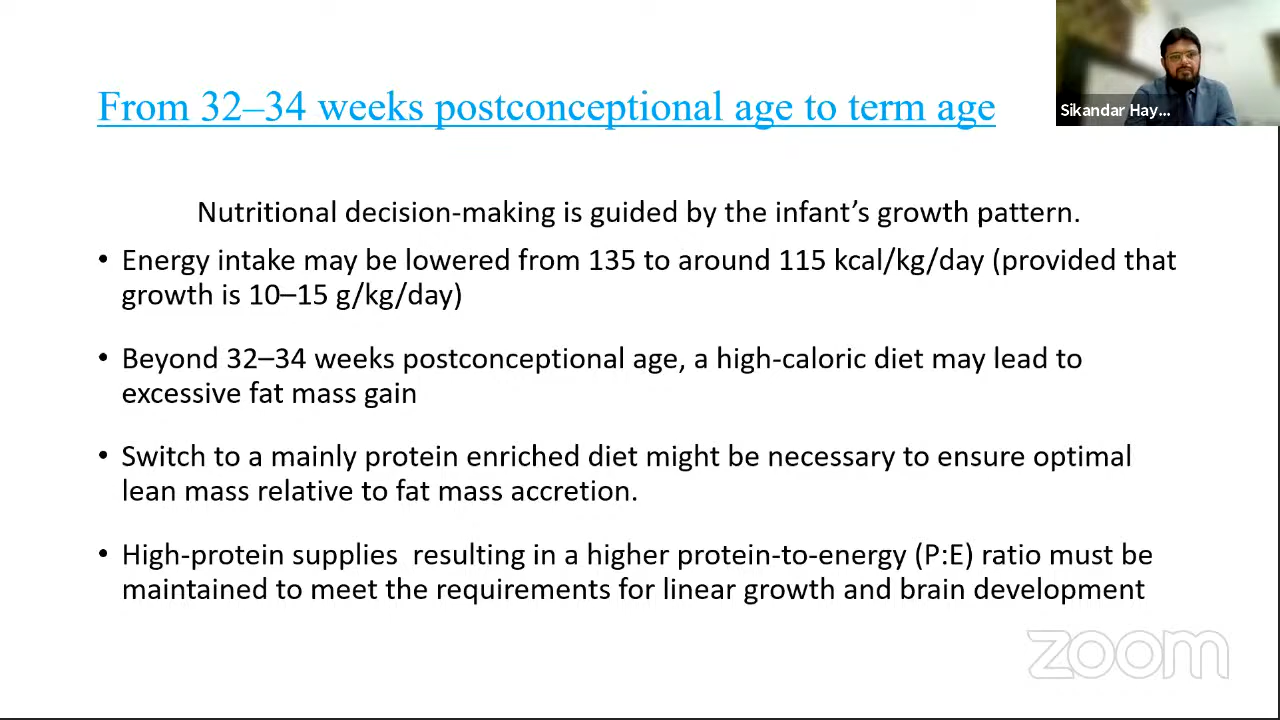 From 32–34 weeks postconceptional age to term age
Sikandar Hay...
Nutritional decision-making is guided by the infant’s growth pattern.
• Energy intake may be lowered from 135 to around 115 kcal/kg/day (provided that
growth is 10–15 g/kg/day)
• Beyond 32–34 weeks postconceptional age, a high-caloric diet may lead to
excessive fat mass gain
• Switch to a mainly protein enriched diet might be necessary to ensure optimal
lean mass relative to fat mass accretion.
• High-protein supplies  resulting in a higher protein-to-energy (P:E) ratio must be
maintained to meet the requirements for linear growth and brain development
zoom